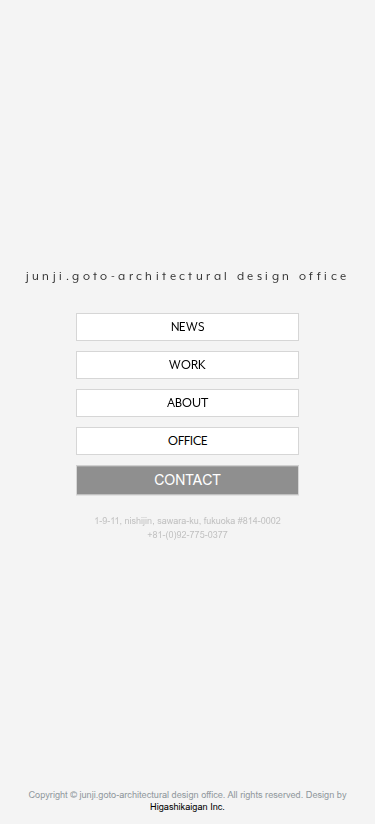 junji.goto-architectural design office
NEWS
WORK
ABOUT
OFFICE
CONTACT
1-9-11, nishijin, sawara-ku, fukuoka #814-0002
+81-(0)92-775-0377
Copyright © junji.goto-architectural design office. All rights reserved. Design by
Higashikaigan Inc.